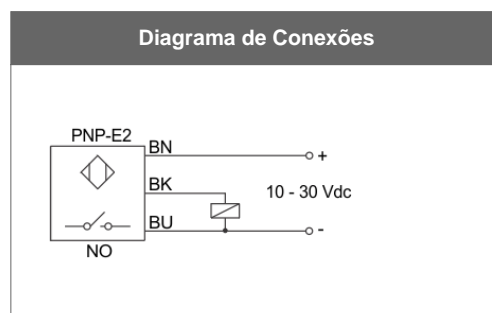 Diagrama de Conexões
PNP-E2
BN
+
BK
10 - 30 Vdc
BU
-
NO